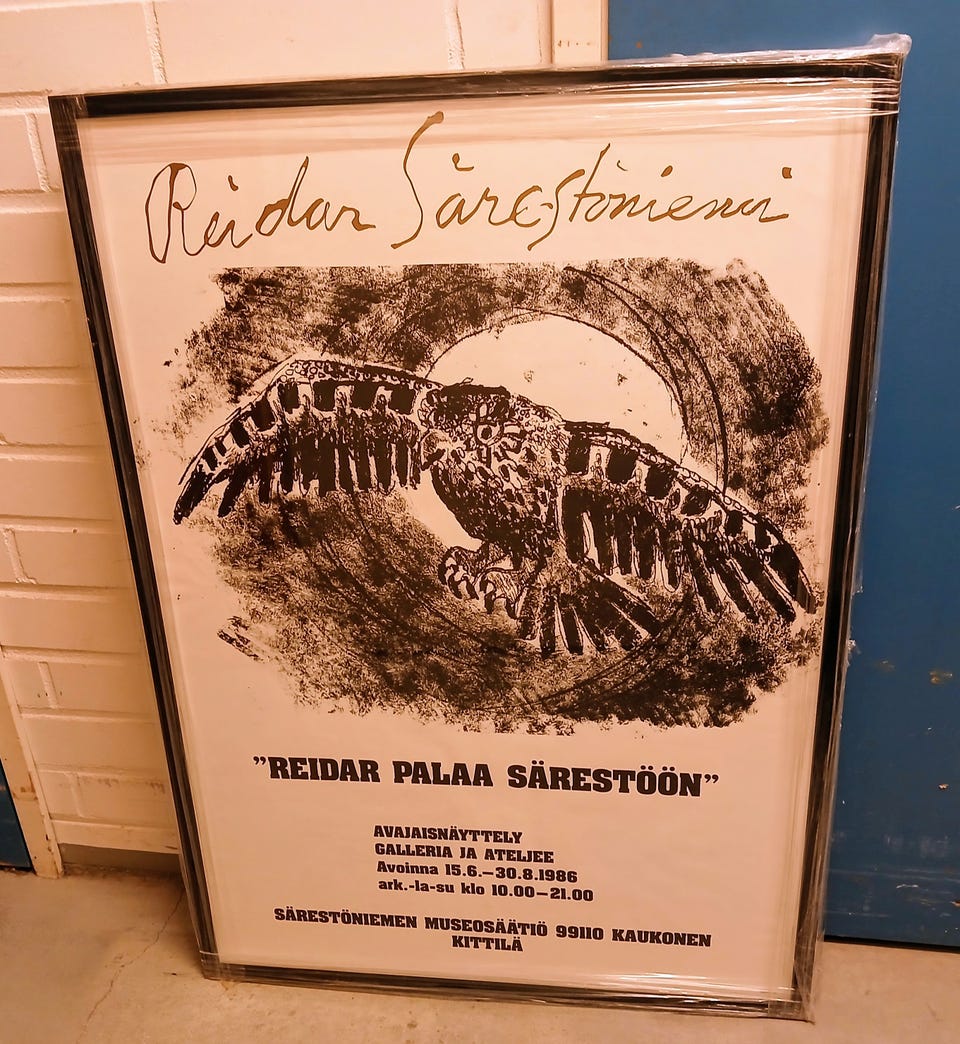 Reidar Särestöniemi
"REIDAR PALAA SÄRESTÖÖN"
AVAJAISNÄYTTELY
GALLERIA JA ATELJEE
Avoinna 15.6.–30.8.1986
ark.-la-su klo 10.00–21.00
SÄRESTÖNIEMEN MUSEOSÄÄTIÖ 99110 KAUKONEN
KITTILÄ